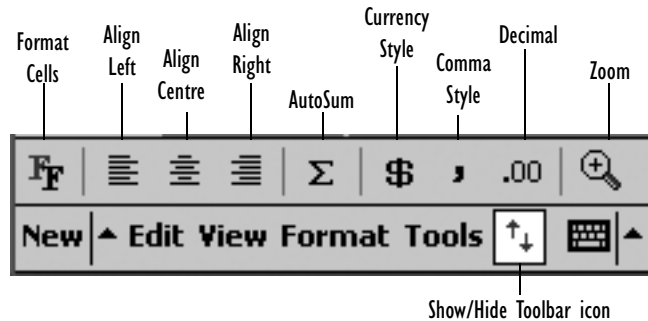 Format
Cells
Align
Left
Align
Centre
Align
Right
AutoSum
Currency
Style
Comma
Style
Decimal
Zoom
FF Σ $ , .00
New Edit View Format Tools
Show/Hide Toolbar icon